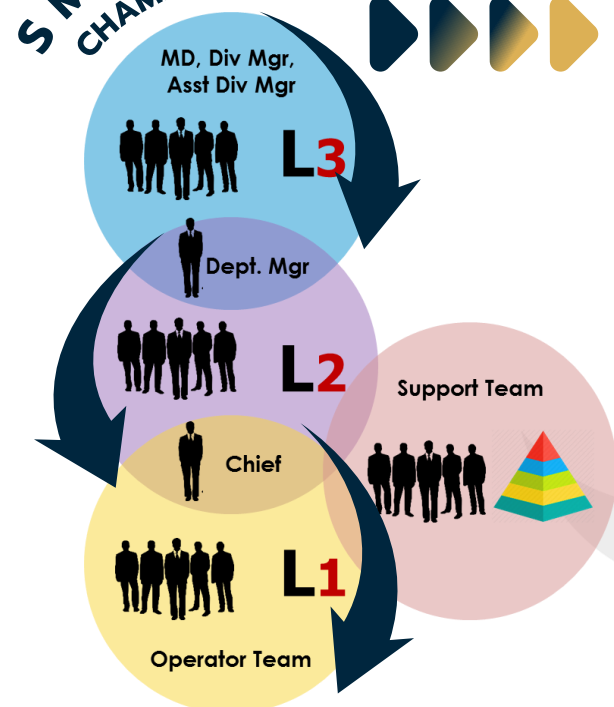 MD, Div Mgr,
Asst Div Mgr
L3
Dept. Mgr
L2
Support Team
Chief
L1
Operator Team